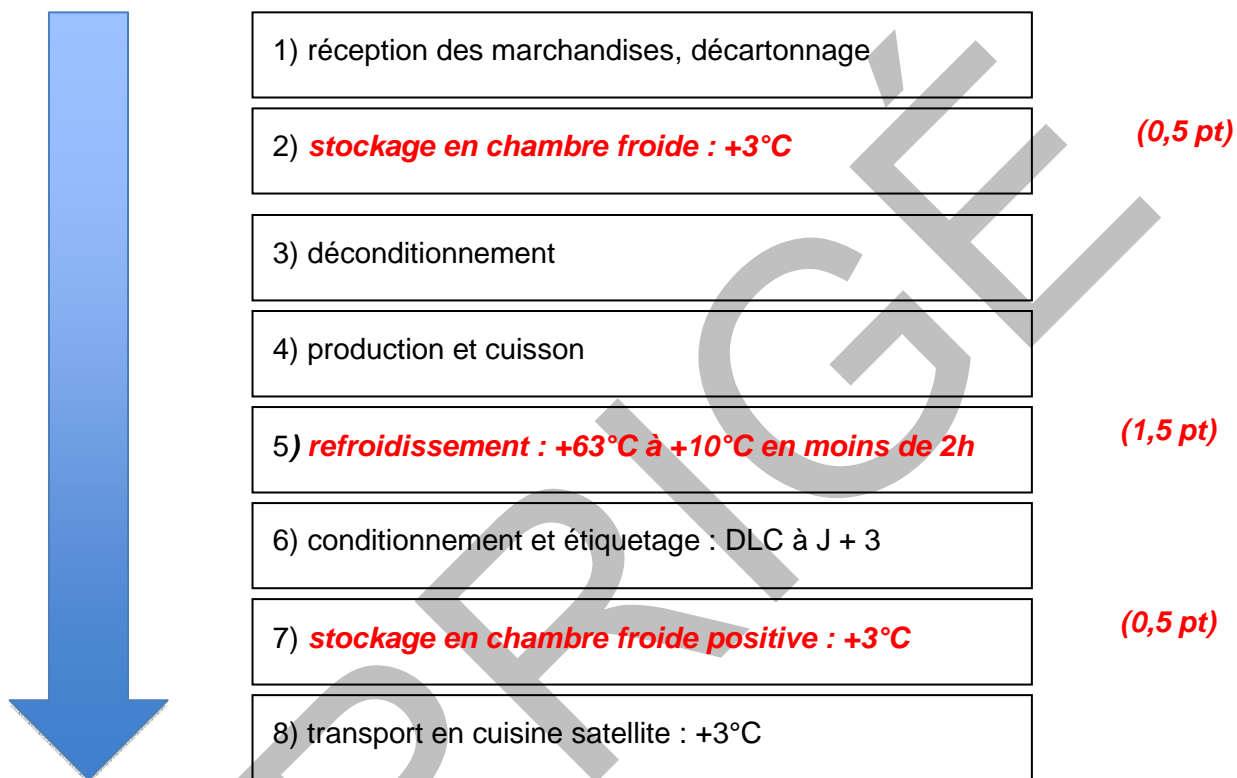 1) réception des marchandises, décartonnage
2) stockage en chambre froide : +3°C (0,5 pt)
3) déconditionnement
4) production et cuisson
5) refroidissement : +63°C à +10°C en moins de 2h (1,5 pt)
6) conditionnement et étiquetage : DLC à J + 3
7) stockage en chambre froide positive : +3°C (0,5 pt)
8) transport en cuisine satellite : +3°C
PRIGÉ